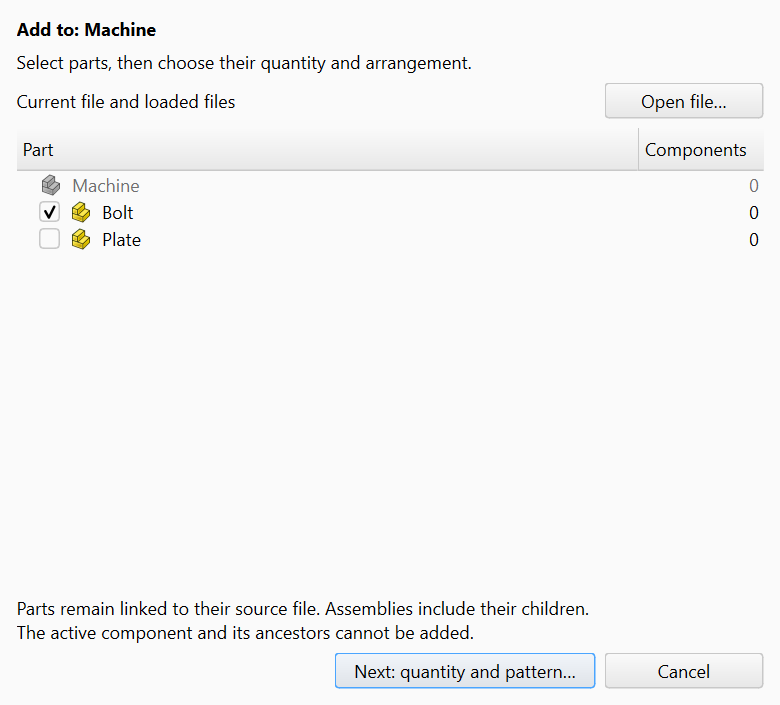 Add to: Machine
Select parts, then choose their quantity and arrangement.
Current file and loaded files
Open file...
Part
Components
Machine
0
Bolt
0
Plate
0
Parts remain linked to their source file. Assemblies include their children.
The active component and its ancestors cannot be added.
Next: quantity and pattern...
Cancel